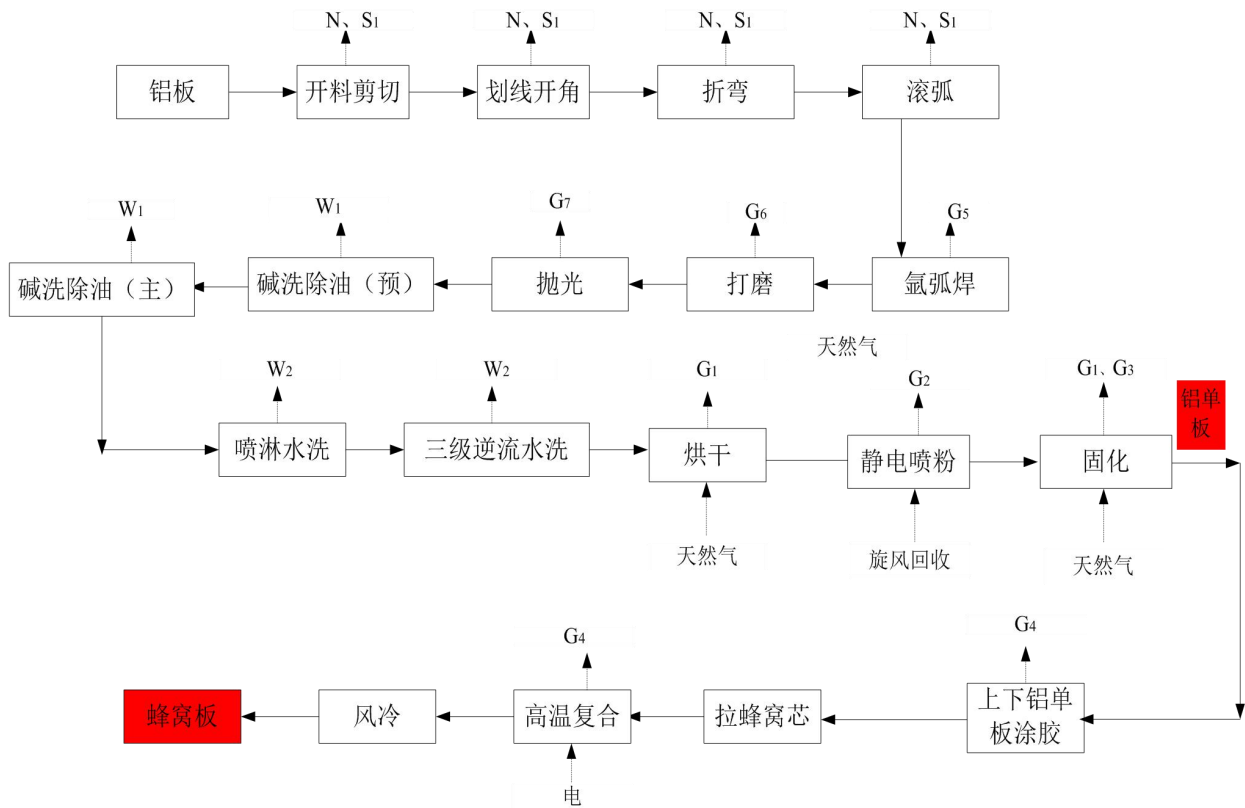 N、S1
N、S1
N、S1
N、S1
铝板
开料剪切
划线开角
折弯
滚弧
W1
W1
G7
G6
G5
碱洗除油（主）
碱洗除油（预）
抛光
打磨
氩弧焊
天然气
W2
W2
G1
G2
G1、G3
铝单
板
喷淋水洗
三级逆流水洗
烘干
静电喷粉
固化
天然气
旋风回收
天然气
G4
G4
蜂窝板
风冷
高温复合
拉蜂窝芯
上下铝单
板涂胶
电